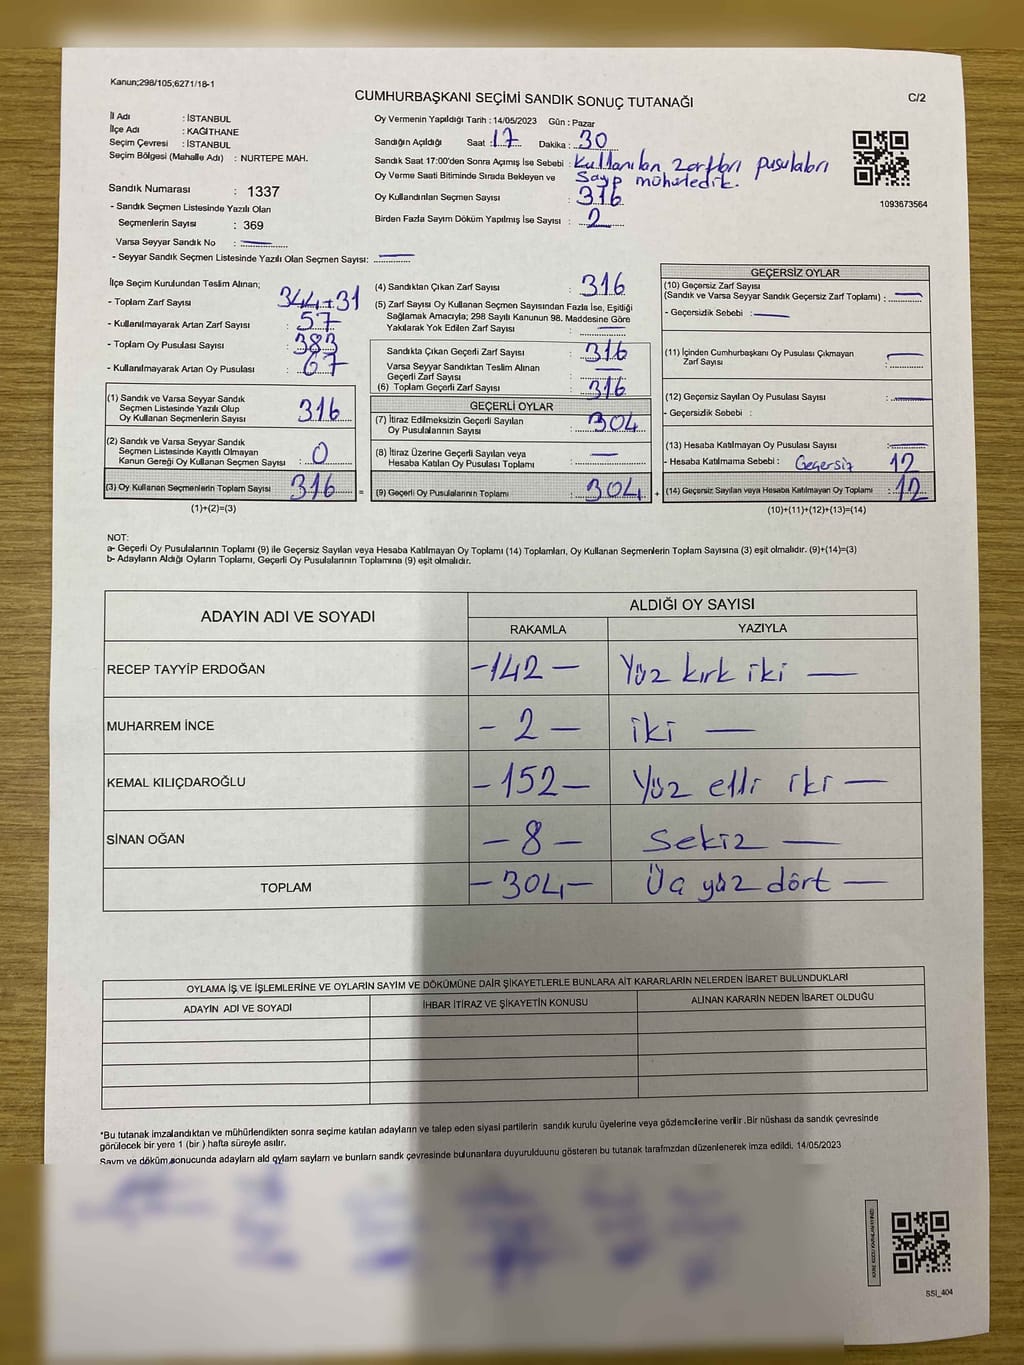 Kanun;298/105;6271/18-1
CUMHURBAŞKANI SEÇİMİ SANDIK SONUÇ TUTANAĞI
C/2
İl Adı : İSTANBUL
İlçe Adı : KAĞITHANE
Seçim Çevresi : İSTANBUL
Seçim Bölgesi (Mahalle Adı) : NURTEPE MAH.
Sandık Numarası : 1337
- Sandık Seçmen Listesinde Yazılı Olan
Seçmenlerin Sayısı : 369
Varsa Seyyar Sandık No : —
- Seyyar Sandık Seçmen Listesinde Yazılı Olan Seçmen Sayısı: —
Oy Vermenin Yapıldığı Tarih : 14/05/2023 Gün : Pazar
Sandığın Açıldığı Saat : 17 Dakika : 30
Sandık Saat 17:00'den Sonra Açımış İse Sebebi : Kullanılan zarfları pusulaları
Oy Verme Saati Bitiminde Sırada Bekleyen ve Sayıp mühürledik.
Oy Kullandırılan Seçmen Sayısı : 316
Birden Fazla Sayım Döküm Yapılmış İse Sayısı : 2
1093673564
İlçe Seçim Kurulundan Teslim Alınan;
- Toplam Zarf Sayısı : 344+31
- Kullanılmayarak Artan Zarf Sayısı : 57
- Toplam Oy Pusulası Sayısı : 383
- Kullanılmayarak Artan Oy Pusulası : 67
(1) Sandık ve Varsa Seyyar Sandık
Seçmen Listesinde Yazılı Olup
Oy Kullanan Seçmenlerin Sayısı : 316
(2) Sandık ve Varsa Seyyar Sandık
Seçmen Listesinde Kayıtlı Olmayan
Kanun Gereği Oy Kullanan Seçmen Sayısı : 0
(3) Oy Kullanan Seçmenlerin Toplam Sayısı : 316
(1)+(2)=(3)
(4) Sandıktan Çıkan Zarf Sayısı : 316
(5) Zarf Sayısı Oy Kullanan Seçmen Sayısından Fazla İse, Eşitliği
Sağlamak Amacıyla; 298 Sayılı Kanunun 98. Maddesine Göre
Yakılarak Yok Edilen Zarf Sayısı : —
Sandıkta Çıkan Geçerli Zarf Sayısı : 316
Varsa Seyyar Sandıktan Teslim Alınan
Geçerli Zarf Sayısı : —
(6) Toplam Geçerli Zarf Sayısı : 316
GEÇERLİ OYLAR
(7) İtiraz Edilmeksizin Geçerli Sayılan
Oy Pusulalarının Sayısı : 304
(8) İtiraz Üzerine Geçerli Sayılan veya
Hesaba Katılan Oy Pusulası Toplamı : —
= (9) Geçerli Oy Pusulalarının Toplamı : 304 +
GEÇERSİZ OYLAR
(10) Geçersiz Zarf Sayısı
(Sandık ve Varsa Seyyar Sandık Geçersiz Zarf Toplamı) : —
- Geçersizlik Sebebi : —
(11) İçinden Cumhurbaşkanı Oy Pusulası Çıkmayan
Zarf Sayısı : —
(12) Geçersiz Sayılan Oy Pusulası Sayısı : —
- Geçersizlik Sebebi :
(13) Hesaba Katılmayan Oy Pusulası Sayısı : —
- Hesaba Katılmama Sebebi : Geçersiz 12
(14) Geçersiz Sayılan veya Hesaba Katılmayan Oy Toplamı : 12
(10)+(11)+(12)+(13)=(14)
NOT:
a- Geçerli Oy Pusulalarının Toplamı (9) ile Geçersiz Sayılan veya Hesaba Katılmayan Oy Toplamı (14) Toplamları, Oy Kullanan Seçmenlerin Toplam Sayısına (3) eşit olmalıdır. (9)+(14)=(3)
b- Adayların Aldığı Oyların Toplamı, Geçerli Oy Pusulalarının Toplamına (9) eşit olmalıdır.
ADAYIN ADI VE SOYADI
ALDIĞI OY SAYISI
RAKAMLA YAZIYLA
RECEP TAYYİP ERDOĞAN -142- Yüz kırk iki —
MUHARREM İNCE -2- iki —
KEMAL KILIÇDAROĞLU -152- Yüz elli iki —
SİNAN OĞAN -8- Sekiz —
TOPLAM -304- Üç yüz dört —
OYLAMA İŞ VE İŞLEMLERİNE VE OYLARIN SAYIM VE DÖKÜMÜNE DAİR ŞİKAYETLERLE BUNLARA AİT KARARLARIN NELERDEN İBARET BULUNDUKLARI
ADAYIN ADI VE SOYADI İHBAR İTİRAZ VE ŞİKAYETİN KONUSU ALINAN KARARIN NEDEN İBARET OLDUĞU
*Bu tutanak imzalandıktan ve mühürlendikten sonra seçime katılan adayların ve talep eden siyasi partilerin sandık kurulu üyelerine veya gözlemcilerine verilir .Bir nüshası da sandık çevresinde
görülecek bir yere 1 (bir ) hafta süreyle asılır.
Sayım ve döküm sonucunda adayların ald oyların sayların ve bunların sandk çevresinde bulunanlara duyurulduunu gösteren bu tutanak tarafmzdan düzenlenerek imza edildi. 14/05/2023
SSİ_404